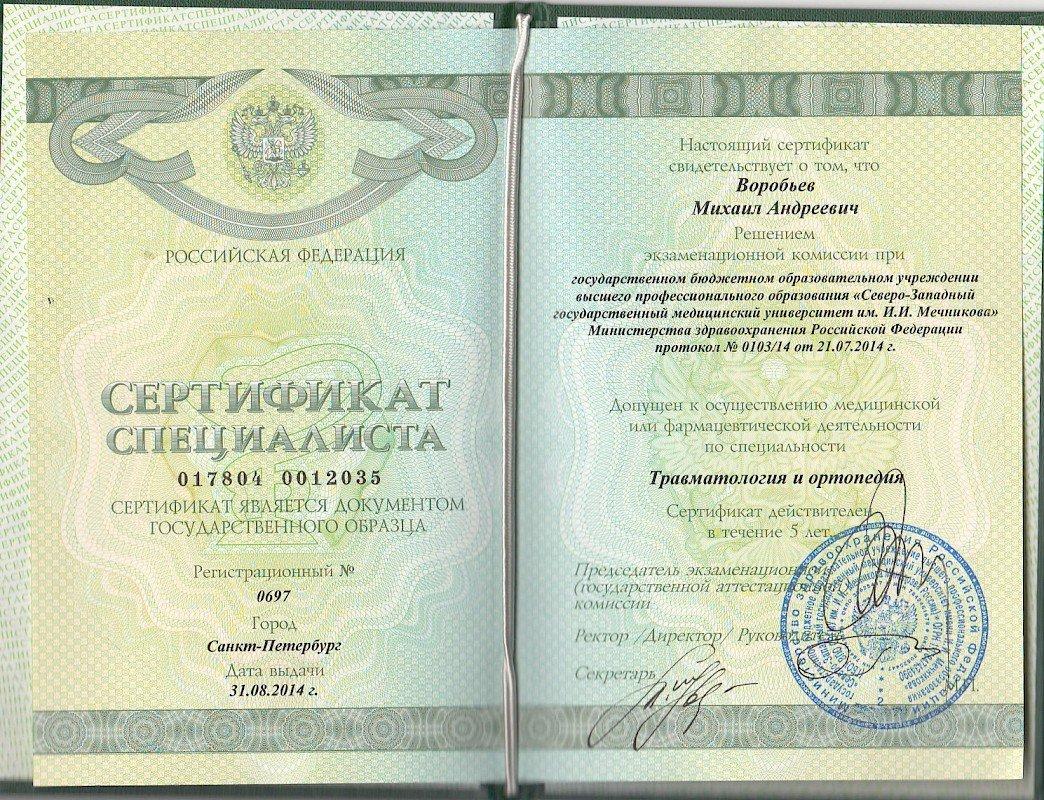 РОССИЙСКАЯ ФЕДЕРАЦИЯ
СЕРТИФИКАТ
СПЕЦИАЛИСТА
017804 0012035
СЕРТИФИКАТ ЯВЛЯЕТСЯ ДОКУМЕНТОМ
ГОСУДАРСТВЕННОГО ОБРАЗЦА
Регистрационный №
0697
Город
Санкт-Петербург
Дата выдачи
31.08.2014 г.
Настоящий сертификат
свидетельствует о том, что
Воробьев
Михаил Андреевич
Решением
экзаменационной комиссии при
государственном бюджетном образовательном учреждении
высшего профессионального образования «Северо-Западный
государственный медицинский университет им. И.И. Мечникова»
Министерства здравоохранения Российской Федерации
протокол № 0103/14 от 21.07.2014 г.
Допущен к осуществлению медицинской
или фармацевтической деятельности
по специальности
Травматология и ортопедия
Сертификат действителен
в течение 5 лет
Председатель экзаменационной
(государственной аттестационной
комиссии
Ректор /Директор/ Руководитель
Секретарь